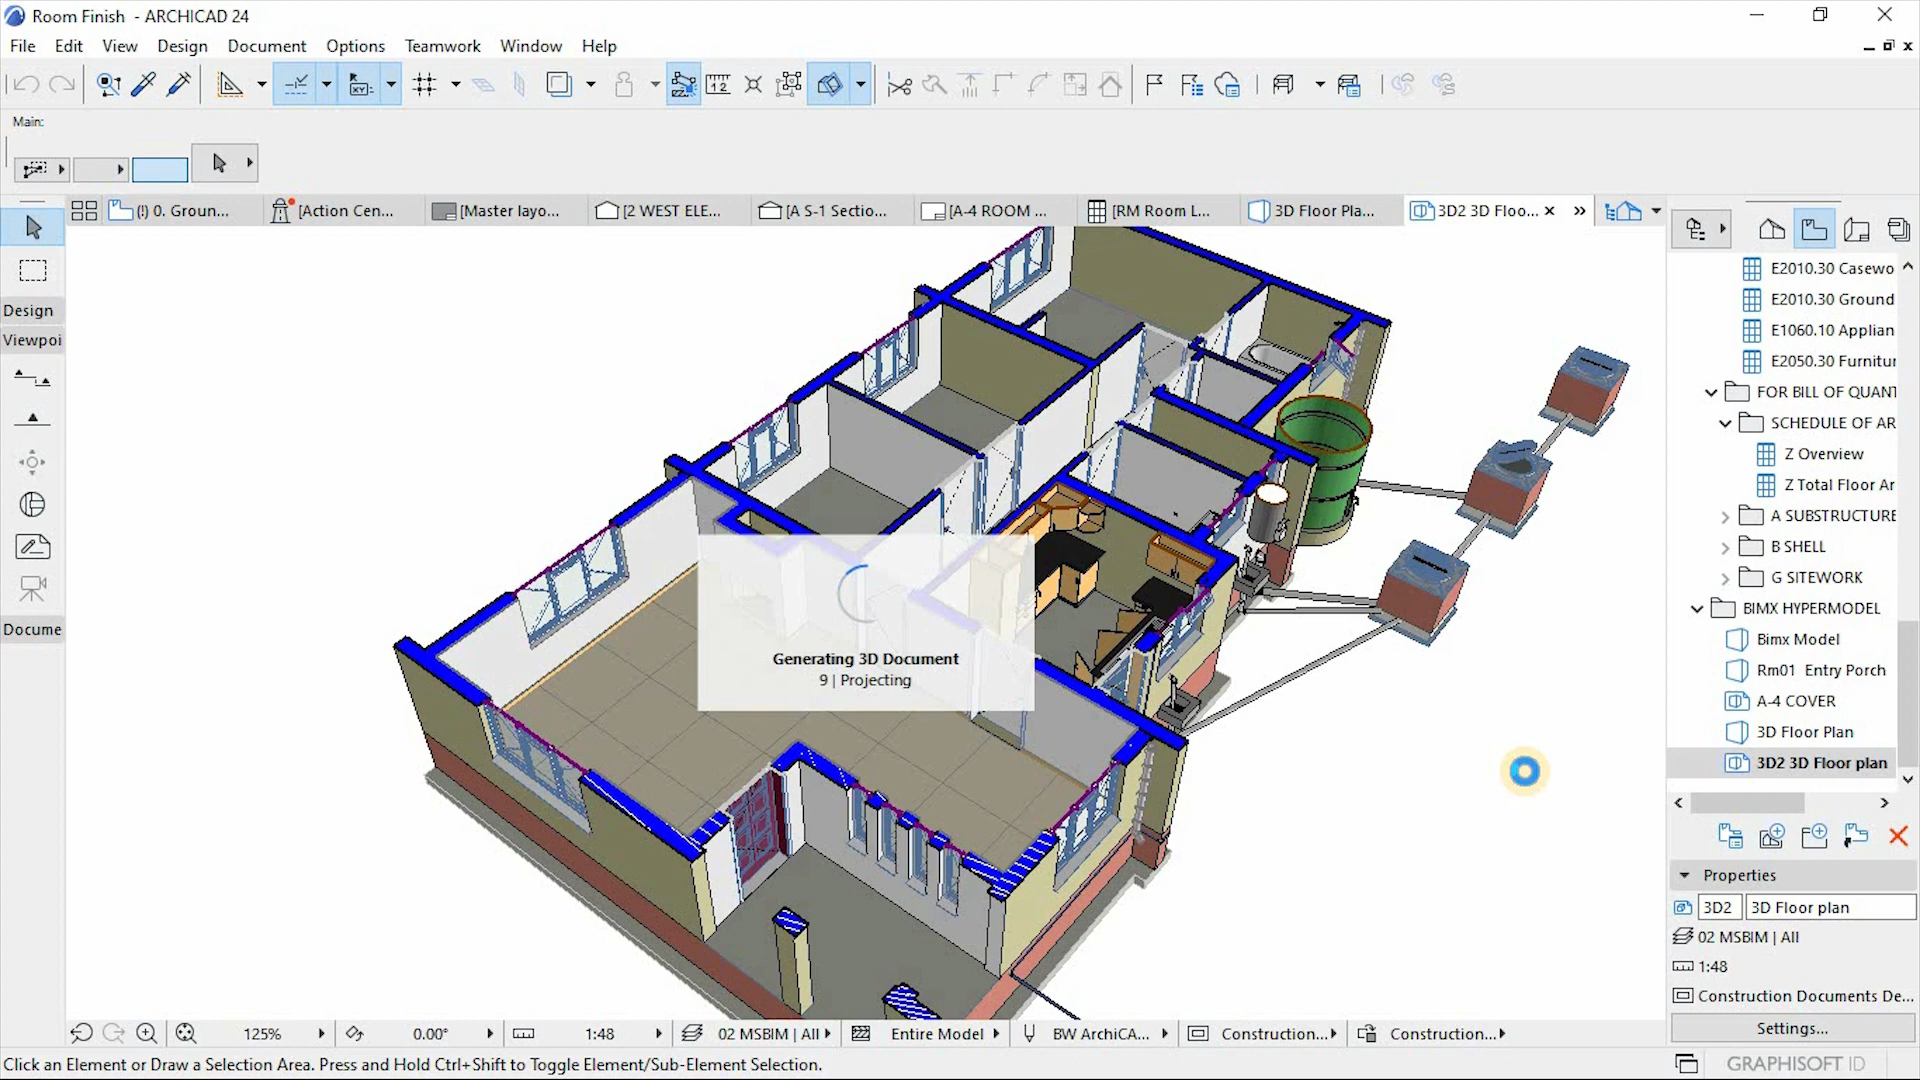 Room Finish - ARCHICAD 24
File Edit View Design Document Options Teamwork Window Help
Main:
(!) 0. Groun...
[Action Cen...
[Master layo...
[2 WEST ELE...
[A S-1 Sectio...
[A-4 ROOM ...
[RM Room L...
3D Floor Pla...
3D2 3D Floo...
Design
Viewpoi
Docume
E2010.30 Casewo
E2010.30 Ground
E1060.10 Applian
E2050.30 Furnitur
FOR BILL OF QUANT
SCHEDULE OF AR
Z Overview
Z Total Floor Ar
A SUBSTRUCTURE
B SHELL
G SITEWORK
BIMX HYPERMODEL
Bimx Model
Rm01 Entry Porch
A-4 COVER
3D Floor Plan
3D2 3D Floor plan
Generating 3D Document
9 | Projecting
Properties
3D2 3D Floor plan
02 MSBIM | All
1:48
Construction Documents De...
Settings...
125% 0.00° 1:48 02 MSBIM | All Entire Model BW ArchiCA... Construction... Construction...
Click an Element or Draw a Selection Area. Press and Hold Ctrl+Shift to Toggle Element/Sub-Element Selection.
GRAPHISOFT ID